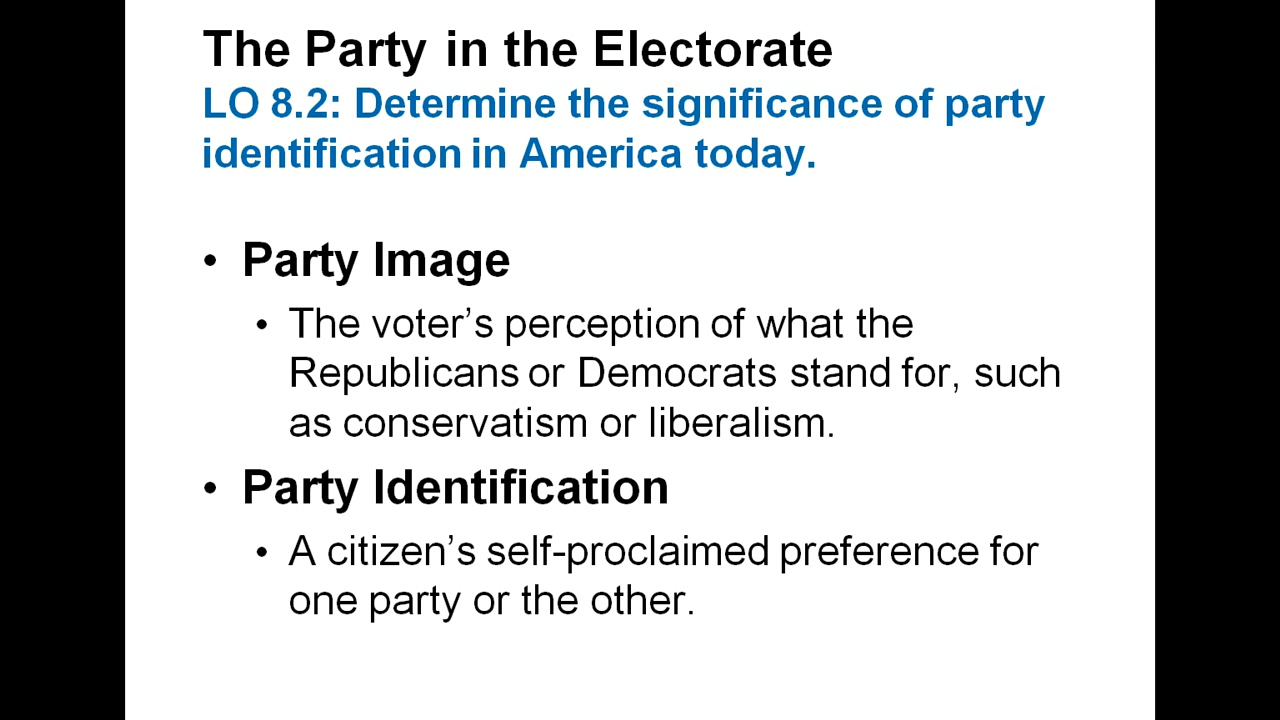 The Party in the Electorate
LO 8.2: Determine the significance of party
identification in America today.
• Party Image
• The voter’s perception of what the
Republicans or Democrats stand for, such
as conservatism or liberalism.
• Party Identification
• A citizen’s self-proclaimed preference for
one party or the other.